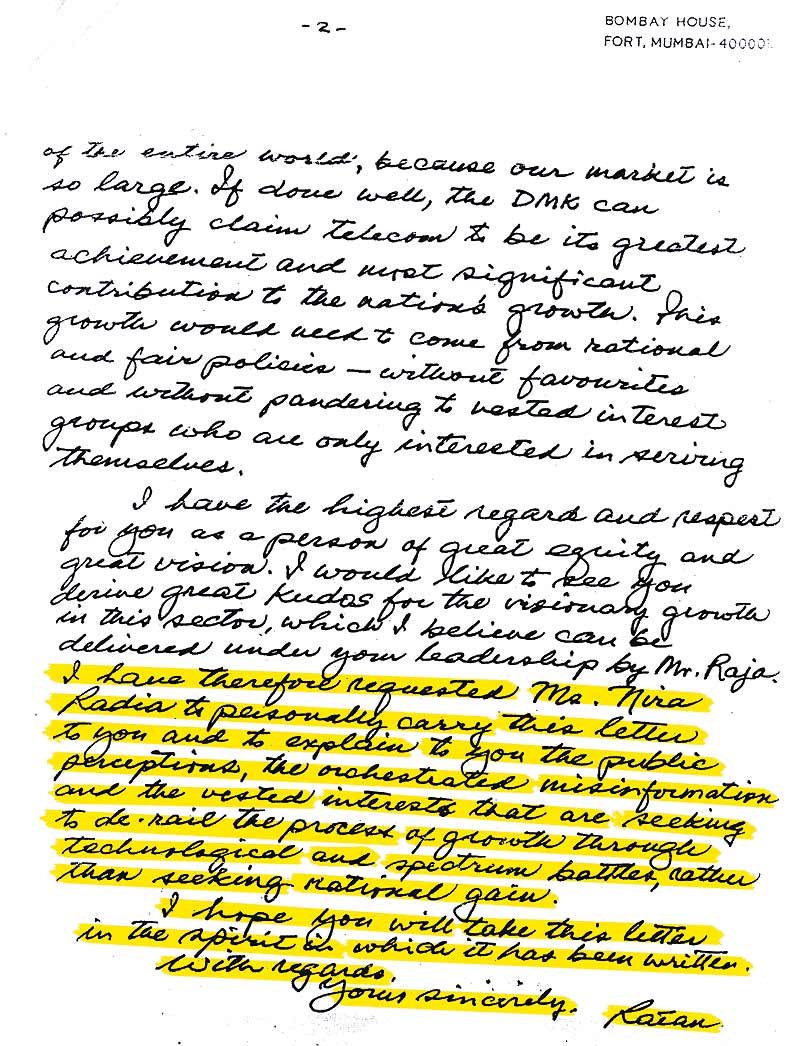 - 2 -
BOMBAY HOUSE,
FORT, MUMBAI-400001
of the entire world, because our market is
so large. If done well, the DMK can
possibly claim telecom to be its greatest
achievement and most significant
contribution to the nation's growth. This
growth would need to come from rational
and fair policies – without favourites
and without pandering to vested interest
groups who are only interested in serving
themselves.
I have the highest regard and respect
for you as a person of great equity and
great vision. I would like to see you
derive great kudos for the visionary growth
in this sector, which I believe can be
delivered under your leadership by Mr. Raja.
I have therefore requested Ms. Nira
Radia to personally carry this letter
to you and to explain to you the public
perceptions, the orchestrated misinformation
and the vested interests that are seeking
to de-rail the process of growth through
technological and spectrum battles, rather
than seeking rational gain.
I hope you will take this letter
in the spirit in which it has been written.
With regards,
Yours sincerely,
Ratan